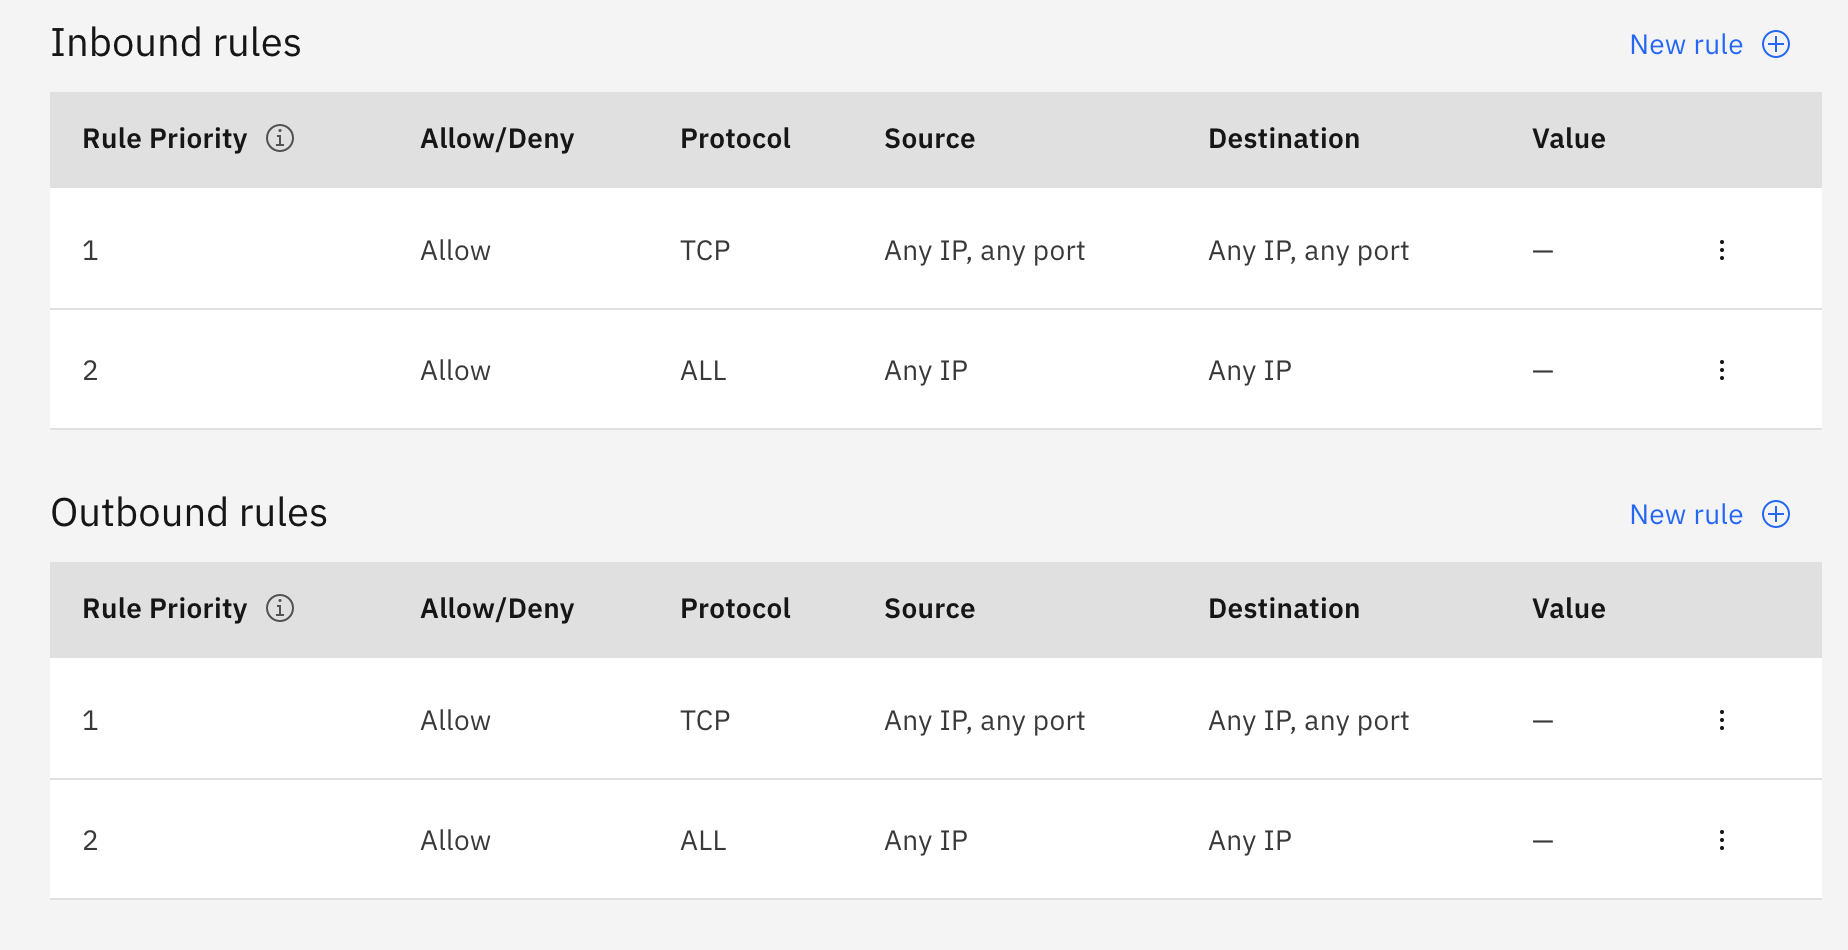 Inbound rules New rule
Rule Priority Allow/Deny Protocol Source Destination Value
1 Allow TCP Any IP, any port Any IP, any port —
2 Allow ALL Any IP Any IP —
Outbound rules New rule
Rule Priority Allow/Deny Protocol Source Destination Value
1 Allow TCP Any IP, any port Any IP, any port —
2 Allow ALL Any IP Any IP —